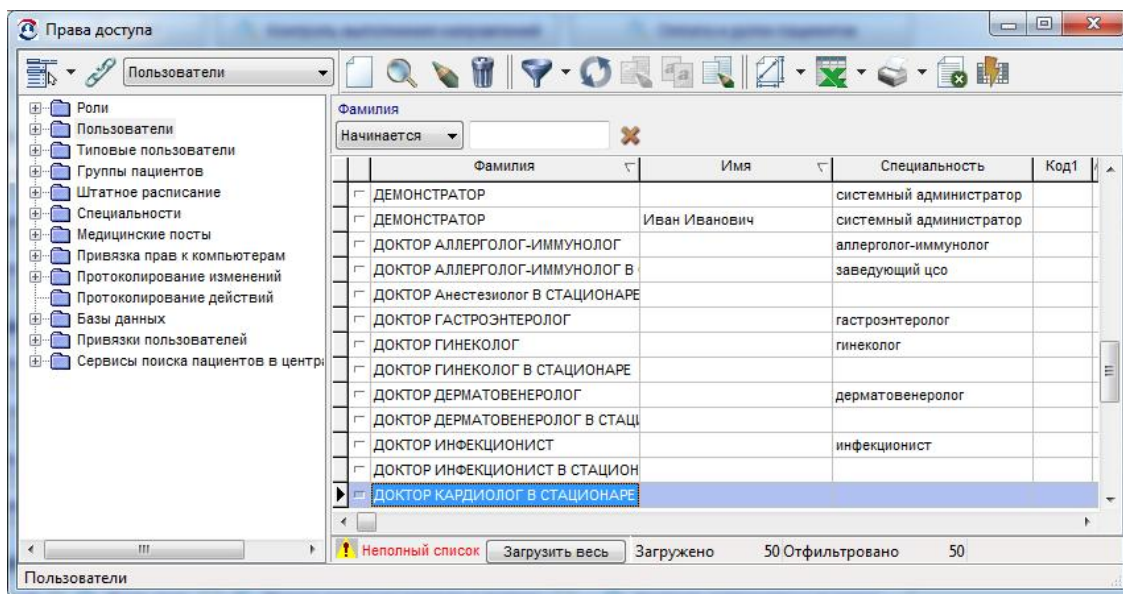 Права доступа
Пользователи
Роли
Пользователи
Типовые пользователи
Группы пациентов
Штатное расписание
Специальности
Медицинские посты
Привязка прав к компьютерам
Протоколирование изменений
Протоколирование действий
Базы данных
Привязки пользователей
Сервисы поиска пациентов в центра
Фамилия
Начинается
Фамилия Имя Специальность Код1
ДЕМОНСТРАТОР системный администратор
ДЕМОНСТРАТОР Иван Иванович системный администратор
ДОКТОР АЛЛЕРГОЛОГ-ИММУНОЛОГ аллерголог-иммунолог
ДОКТОР АЛЛЕРГОЛОГ-ИММУНОЛОГ В заведующий цсо
ДОКТОР Анестезиолог В СТАЦИОНАРЕ
ДОКТОР ГАСТРОЭНТЕРОЛОГ гастроэнтеролог
ДОКТОР ГИНЕКОЛОГ гинеколог
ДОКТОР ГИНЕКОЛОГ В СТАЦИОНАРЕ
ДОКТОР ДЕРМАТОВЕНЕРОЛОГ дерматовенеролог
ДОКТОР ДЕРМАТОВЕНЕРОЛОГ В СТАЦИ
ДОКТОР ИНФЕКЦИОНИСТ инфекционист
ДОКТОР ИНФЕКЦИОНИСТ В СТАЦИОН
ДОКТОР КАРДИОЛОГ В СТАЦИОНАРЕ
Неполный список Загрузить весь Загружено 50 Отфильтровано 50
Пользователи